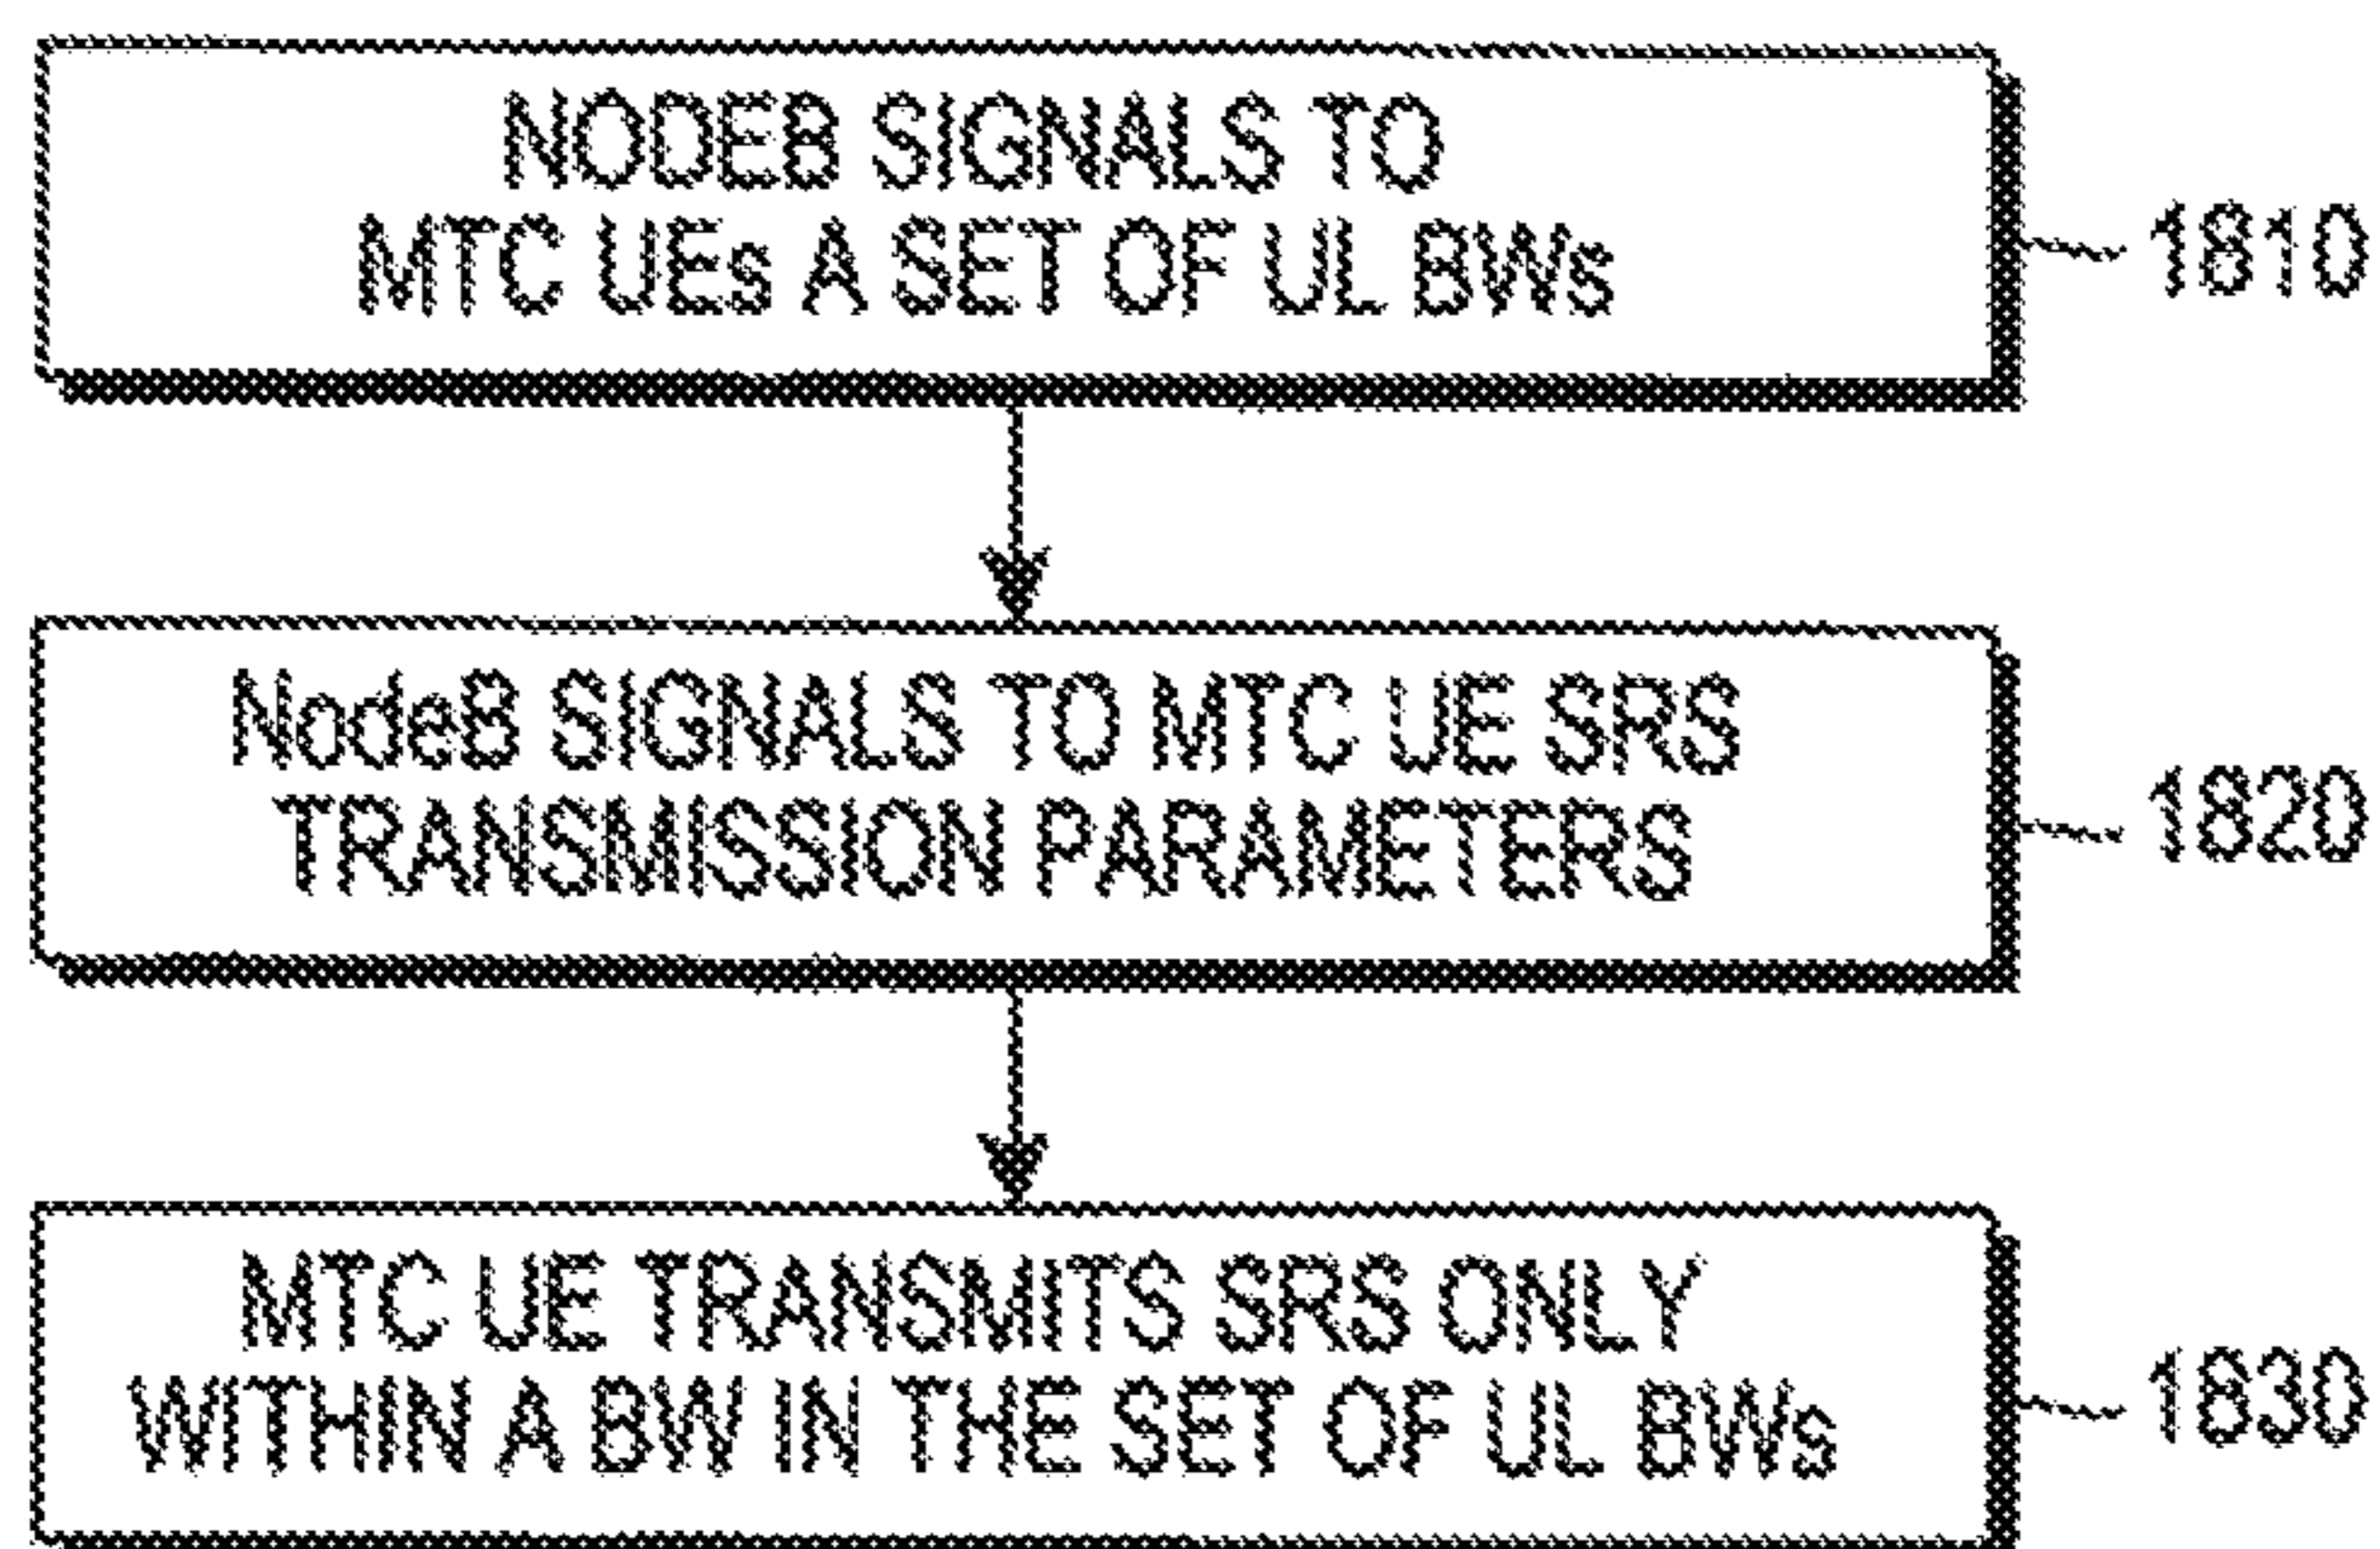 NODEB SIGNALS TO
MTC UEs A SET OF UL BWs
1810
NodeB SIGNALS TO MTC UE SRS
TRANSMISSION PARAMETERS
1820
MTC UE TRANSMITS SRS ONLY
WITHIN A BW IN THE SET OF UL BWs
1830